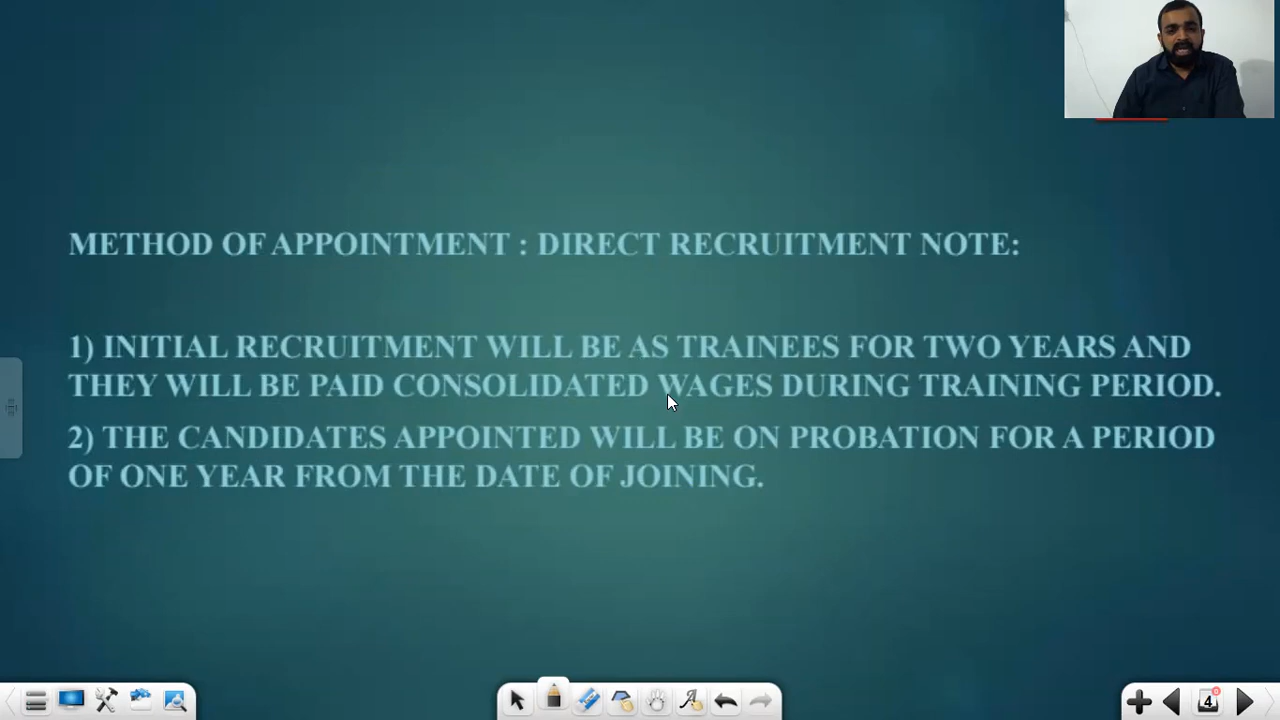 METHOD OF APPOINTMENT : DIRECT RECRUITMENT NOTE:
1) INITIAL RECRUITMENT WILL BE AS TRAINEES FOR TWO YEARS AND
THEY WILL BE PAID CONSOLIDATED WAGES DURING TRAINING PERIOD.
2) THE CANDIDATES APPOINTED WILL BE ON PROBATION FOR A PERIOD
OF ONE YEAR FROM THE DATE OF JOINING.
4